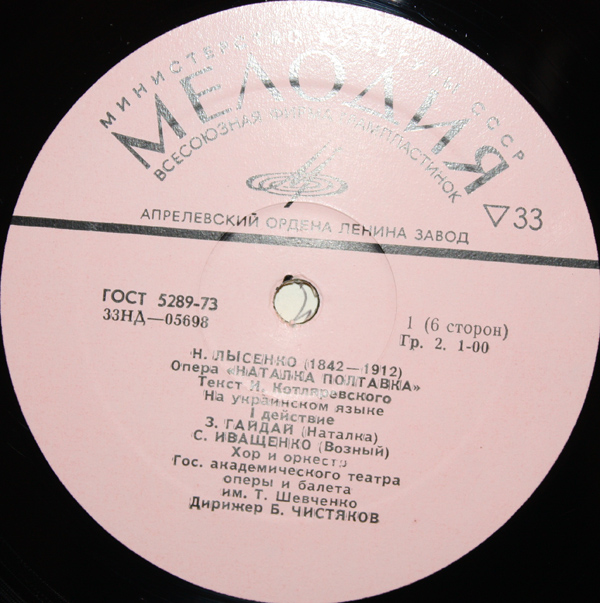 МИНИСТЕРСТВО КУЛЬТУРЫ СССР
МЕЛОДИЯ
ВСЕСОЮЗНАЯ ФИРМА ГРАМПЛАСТИНОК
АПРЕЛЕВСКИЙ ОРДЕНА ЛЕНИНА ЗАВОД
▽33
ГОСТ 5289-73
33НД—05698
1 (6 сторон)
Гр. 2. 1-00
Н. ЛЫСЕНКО (1842—1912)
Опера «НАТАЛКА ПОЛТАВКА»
Текст И. Котляревского
На украинском языке
I действие
З. ГАЙДАЙ (Наталка)
С. ИВАЩЕНКО (Возный)
Хор и оркестр
Гос. академического театра
оперы и балета
им. Т. Шевченко
Дирижер Б. ЧИСТЯКОВ